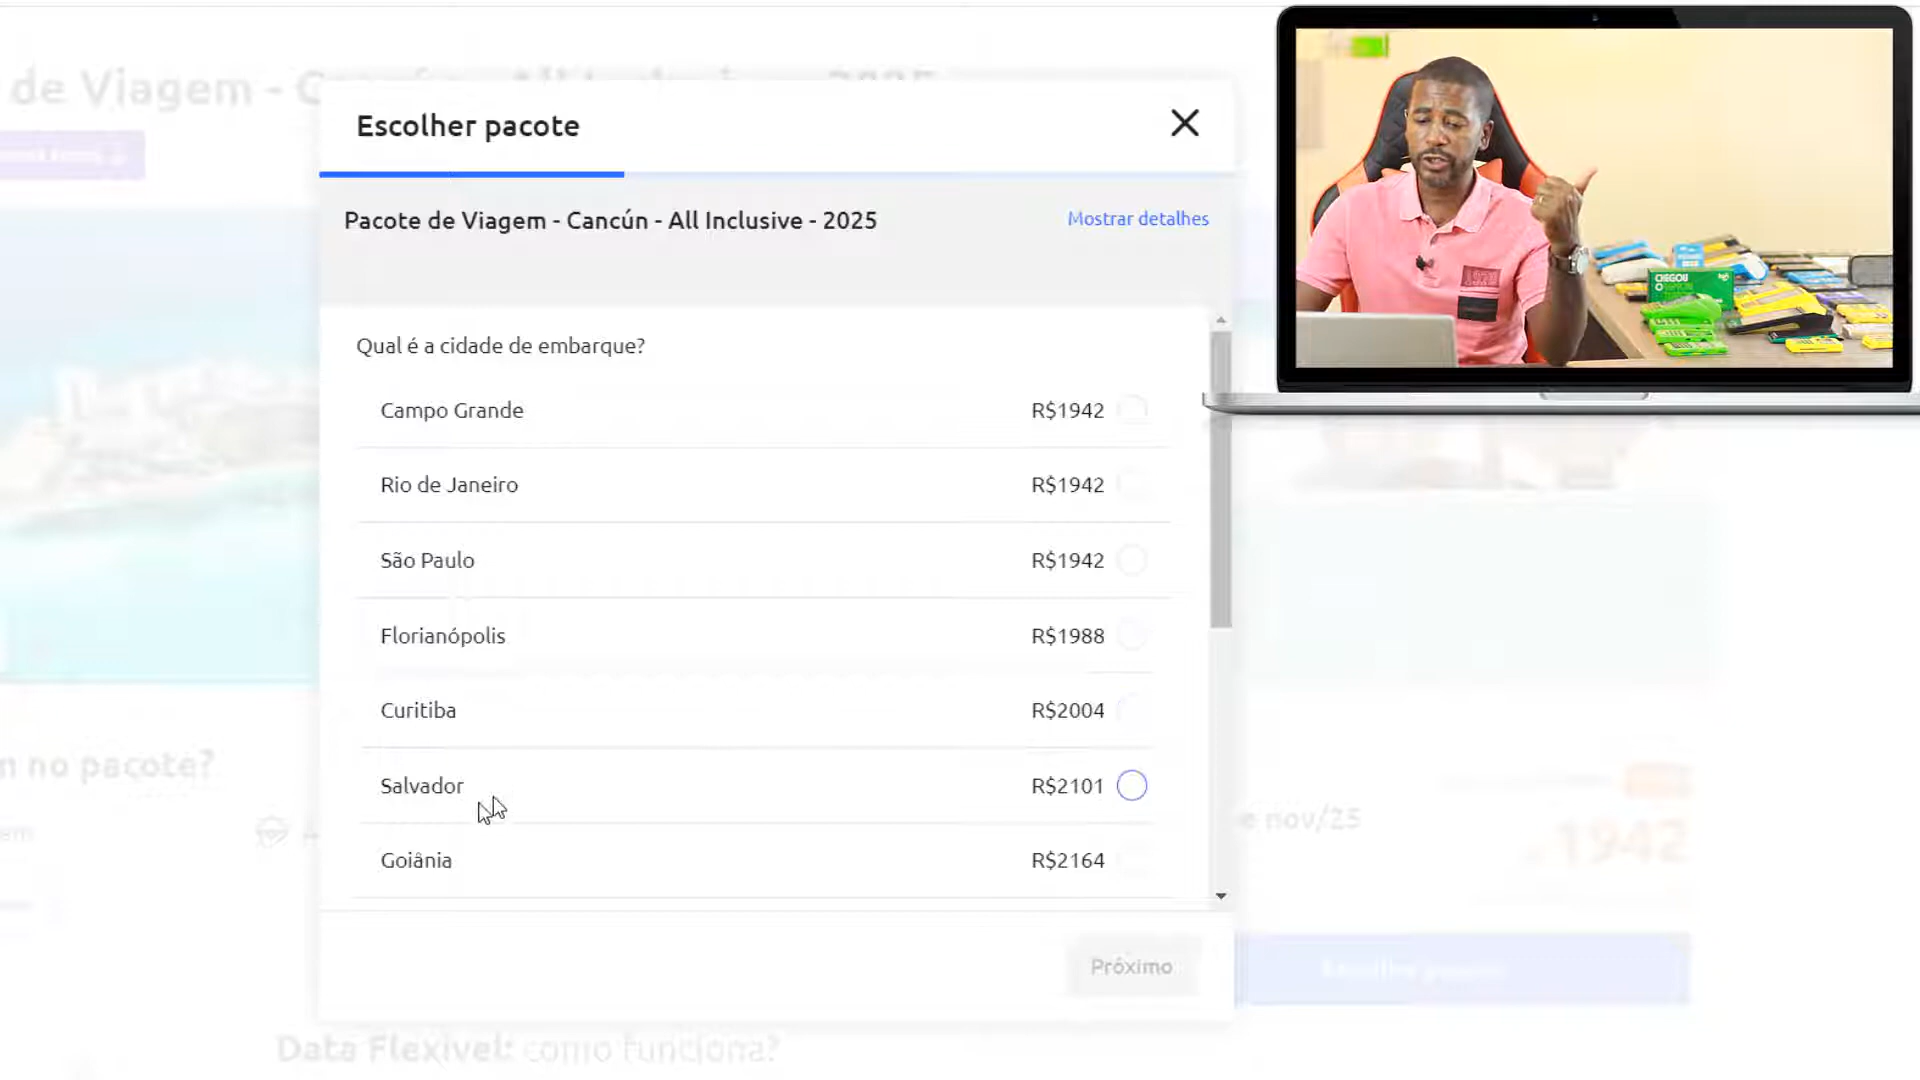 de Viagem - C
Escolher pacote
Pacote de Viagem - Cancún - All Inclusive - 2025
Mostrar detalhes
Qual é a cidade de embarque?
Campo Grande R$1942
Rio de Janeiro R$1942
São Paulo R$1942
Florianópolis R$1988
Curitiba R$2004
Salvador R$2101
Goiânia R$2164
Próximo
no pacote?
e nov/25
1942
Data Flexível: como funciona?
CHEGOU
O